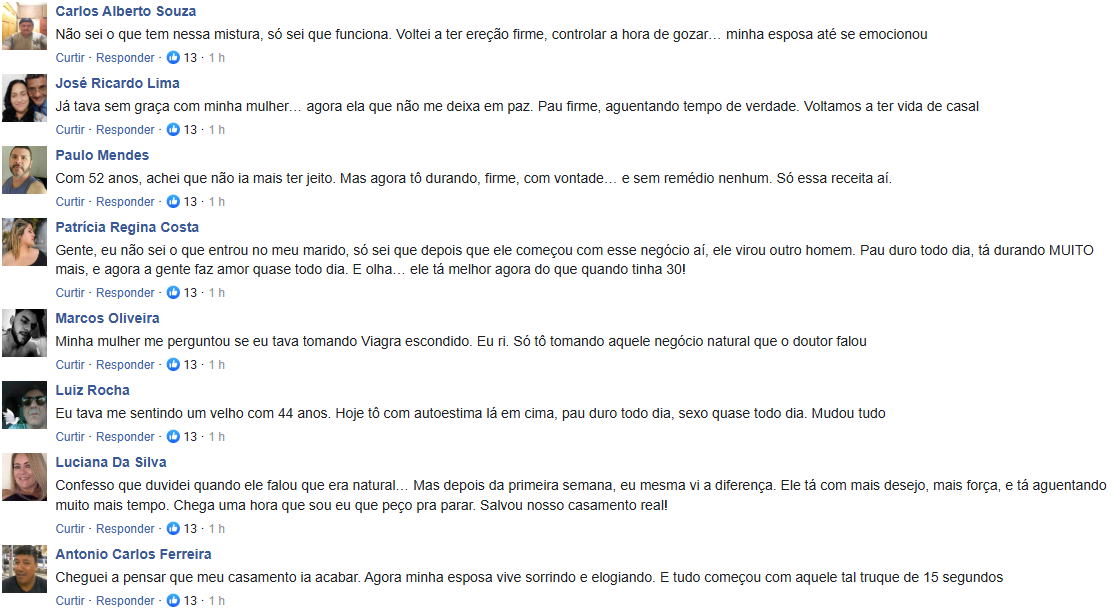 Carlos Alberto Souza
Não sei o que tem nessa mistura, só sei que funciona. Voltei a ter ereção firme, controlar a hora de gozar… minha esposa até se emocionou
Curtir · Responder · 13 · 1 h
José Ricardo Lima
Já tava sem graça com minha mulher… agora ela que não me deixa em paz. Pau firme, aguentando tempo de verdade. Voltamos a ter vida de casal
Curtir · Responder · 13 · 1 h
Paulo Mendes
Com 52 anos, achei que não ia mais ter jeito. Mas agora tô durando, firme, com vontade… e sem remédio nenhum. Só essa receita aí.
Curtir · Responder · 13 · 1 h
Patrícia Regina Costa
Gente, eu não sei o que entrou no meu marido, só sei que depois que ele começou com esse negócio aí, ele virou outro homem. Pau duro todo dia, tá durando MUITO
mais, e agora a gente faz amor quase todo dia. E olha… ele tá melhor agora do que quando tinha 30!
Curtir · Responder · 13 · 1 h
Marcos Oliveira
Minha mulher me perguntou se eu tava tomando Viagra escondido. Eu ri. Só tô tomando aquele negócio natural que o doutor falou
Curtir · Responder · 13 · 1 h
Luiz Rocha
Eu tava me sentindo um velho com 44 anos. Hoje tô com autoestima lá em cima, pau duro todo dia, sexo quase todo dia. Mudou tudo
Curtir · Responder · 13 · 1 h
Luciana Da Silva
Confesso que duvidei quando ele falou que era natural… Mas depois da primeira semana, eu mesma vi a diferença. Ele tá com mais desejo, mais força, e tá aguentando
muito mais tempo. Chega uma hora que sou eu que peço pra parar. Salvou nosso casamento real!
Curtir · Responder · 13 · 1 h
Antonio Carlos Ferreira
Cheguei a pensar que meu casamento ia acabar. Agora minha esposa vive sorrindo e elogiando. E tudo começou com aquele tal truque de 15 segundos
Curtir · Responder · 13 · 1 h